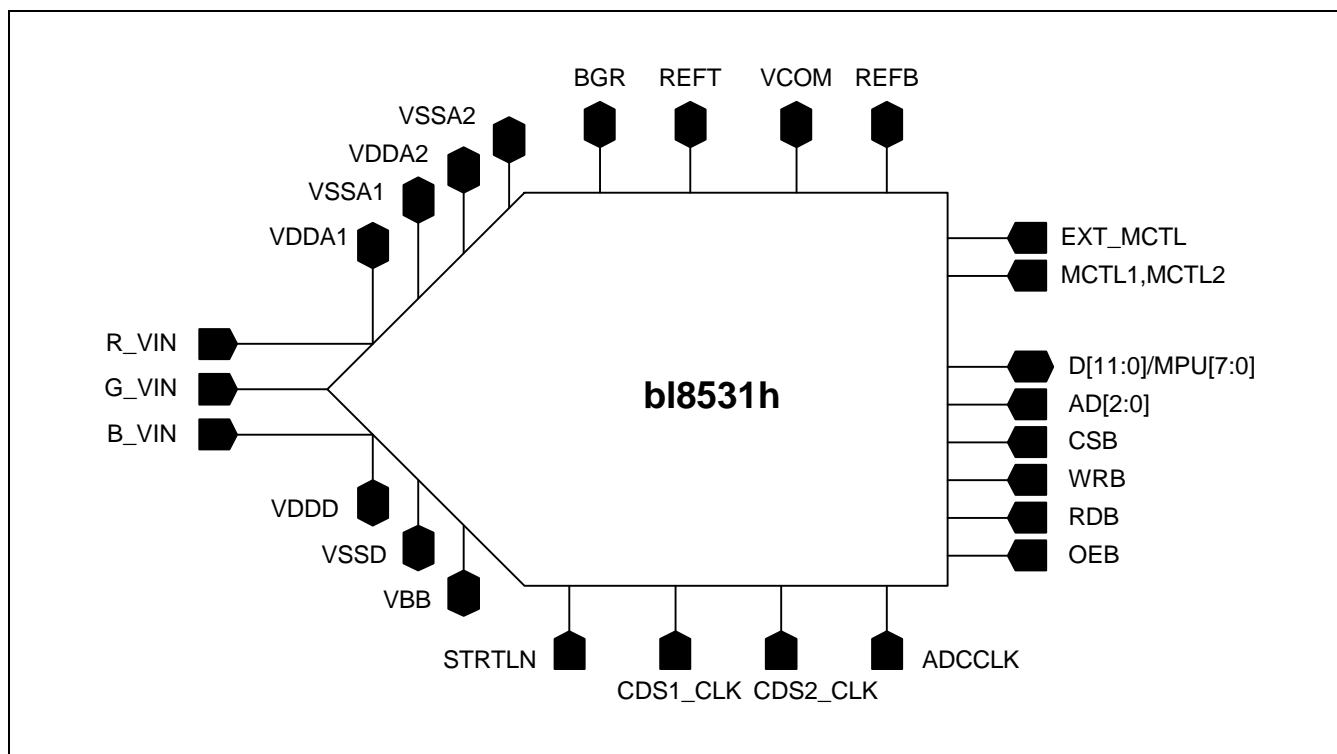 BGR REFT VCOM REFB
VSSA2
VDDA2
VSSA1
VDDA1
EXT_MCTL
MCTL1,MCTL2
R_VIN
G_VIN
B_VIN
bl8531h
D[11:0]/MPU[7:0]
AD[2:0]
CSB
WRB
RDB
OEB
VDDD
VSSD
VBB
STRTLN
CDS1_CLK CDS2_CLK
ADCCLK